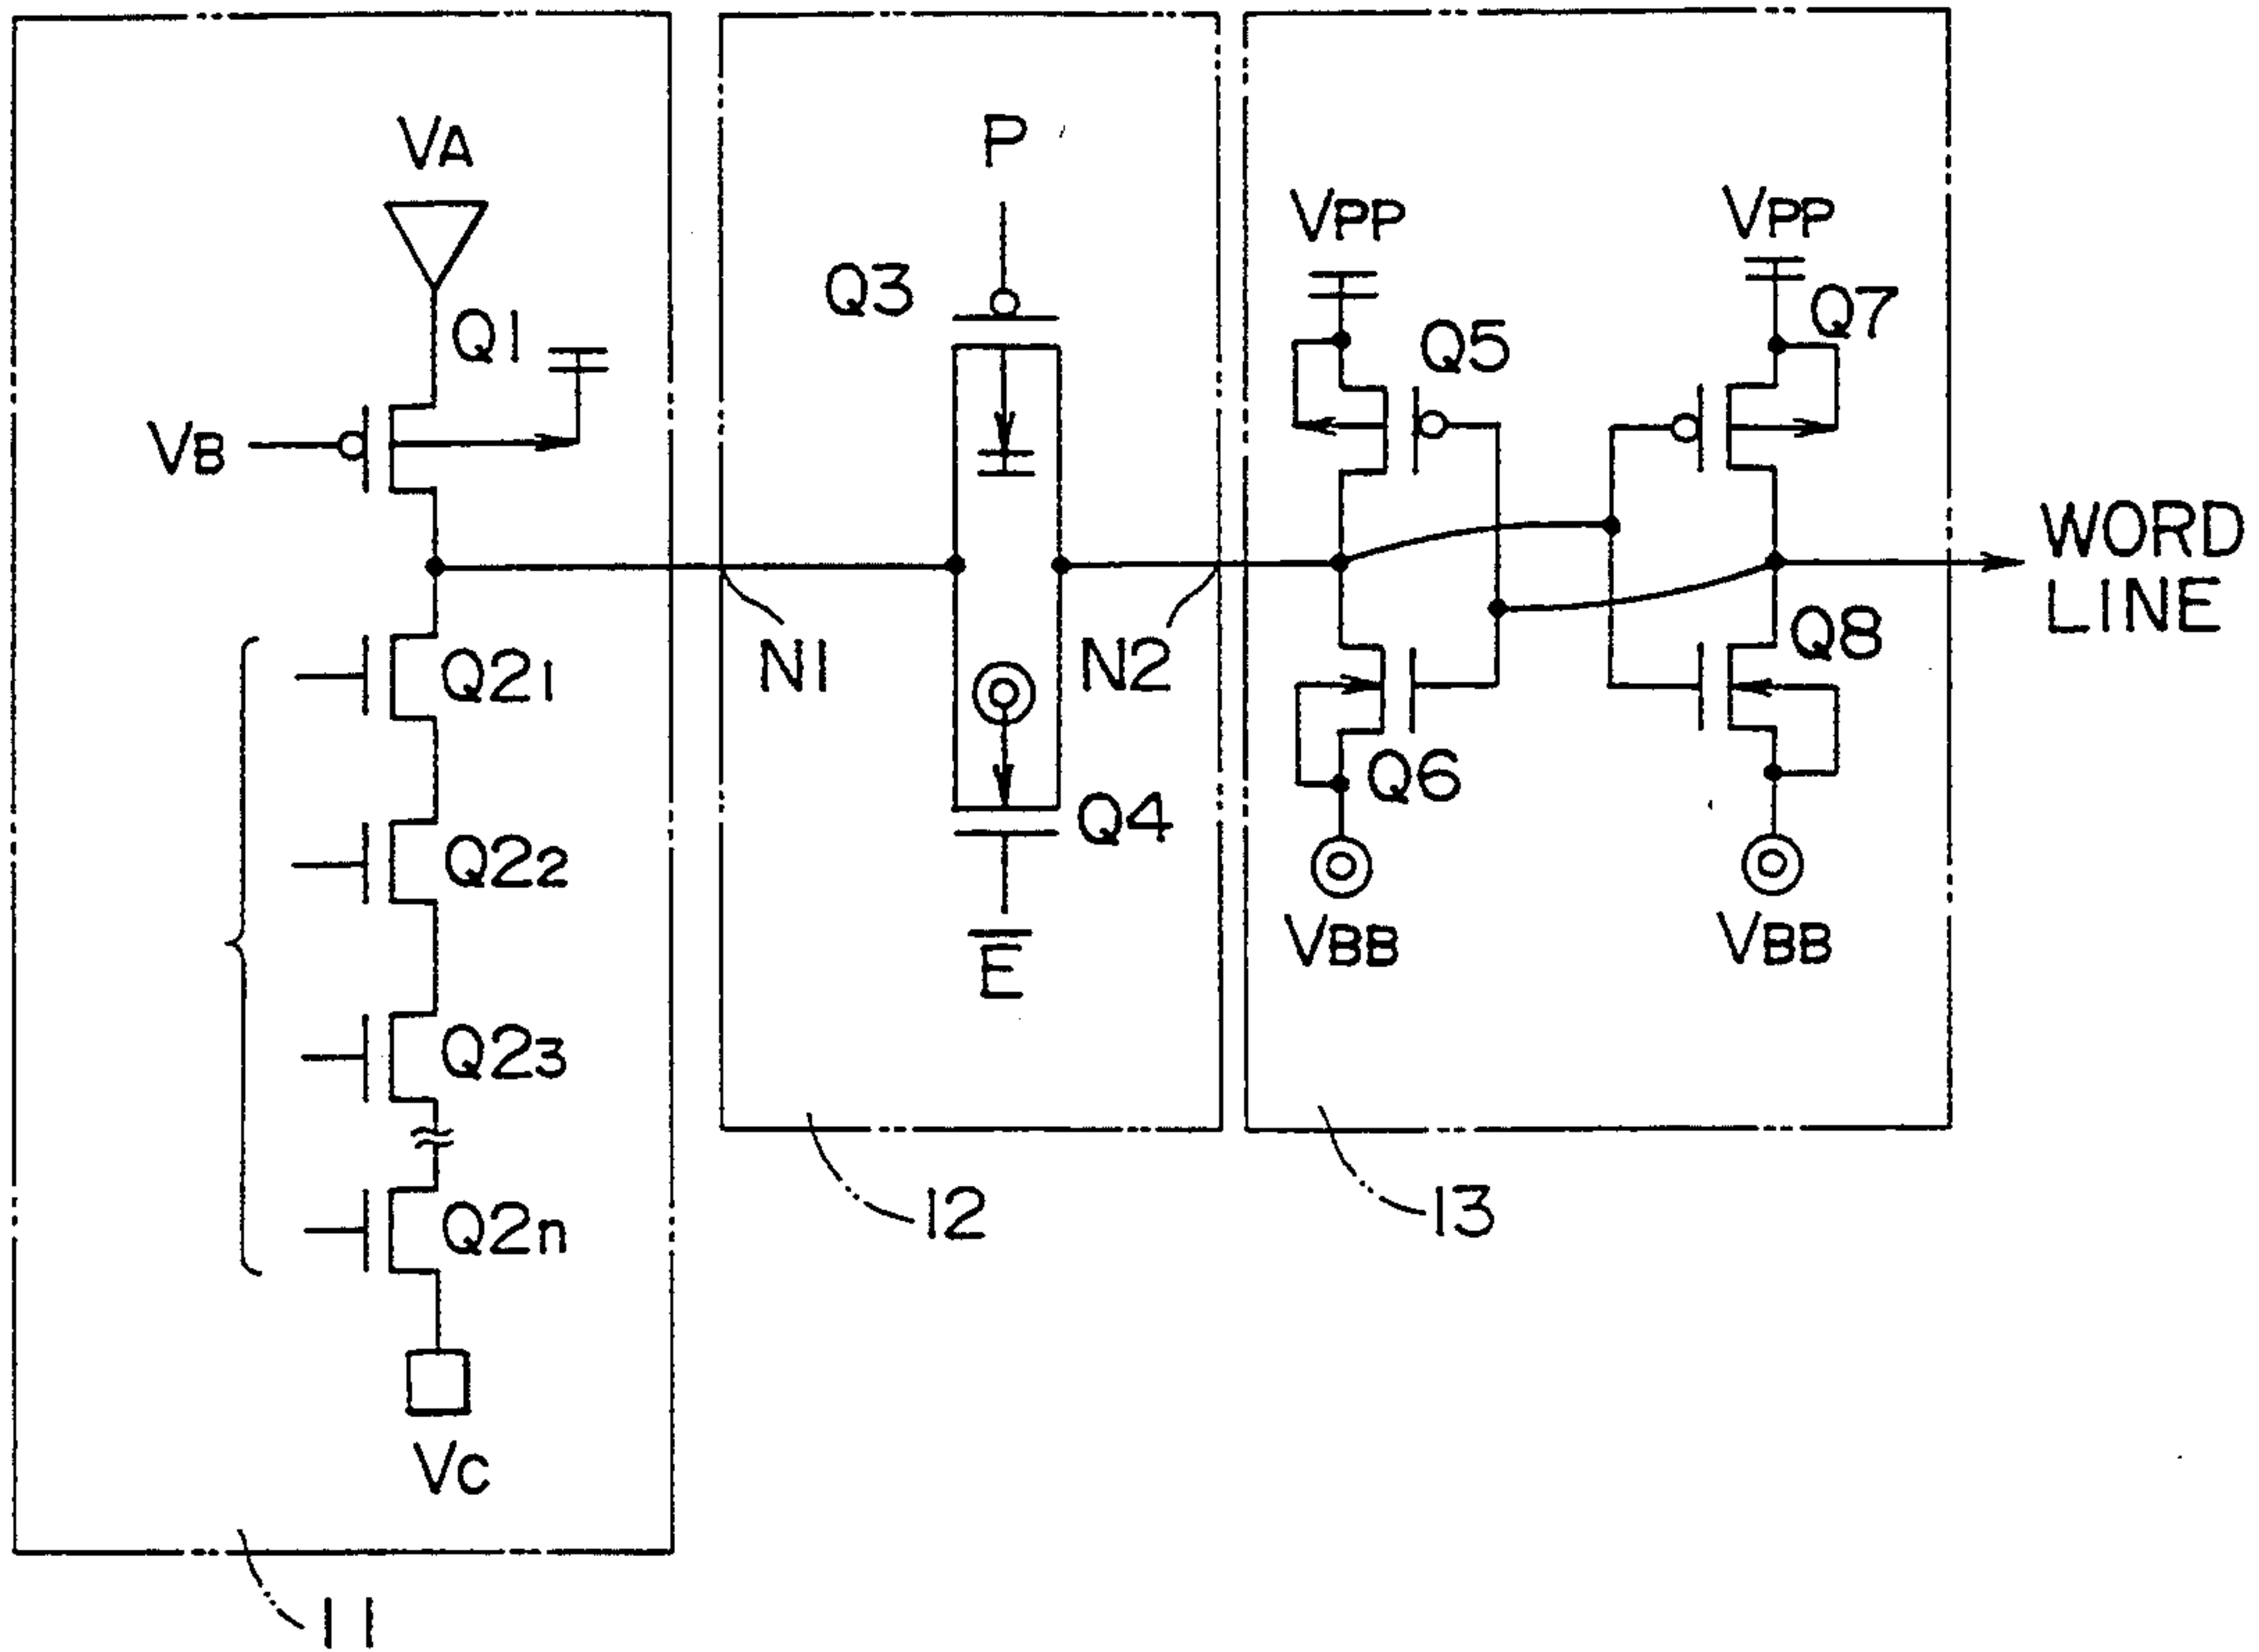 VA
Q1
VB
Q21
Q22
Q23
Q2n
VC
11
P
Q3
N1
N2
Q4
E̅
12
VPP
VPP
Q5
Q7
Q6
Q8
VBB
VBB
13
WORD
LINE